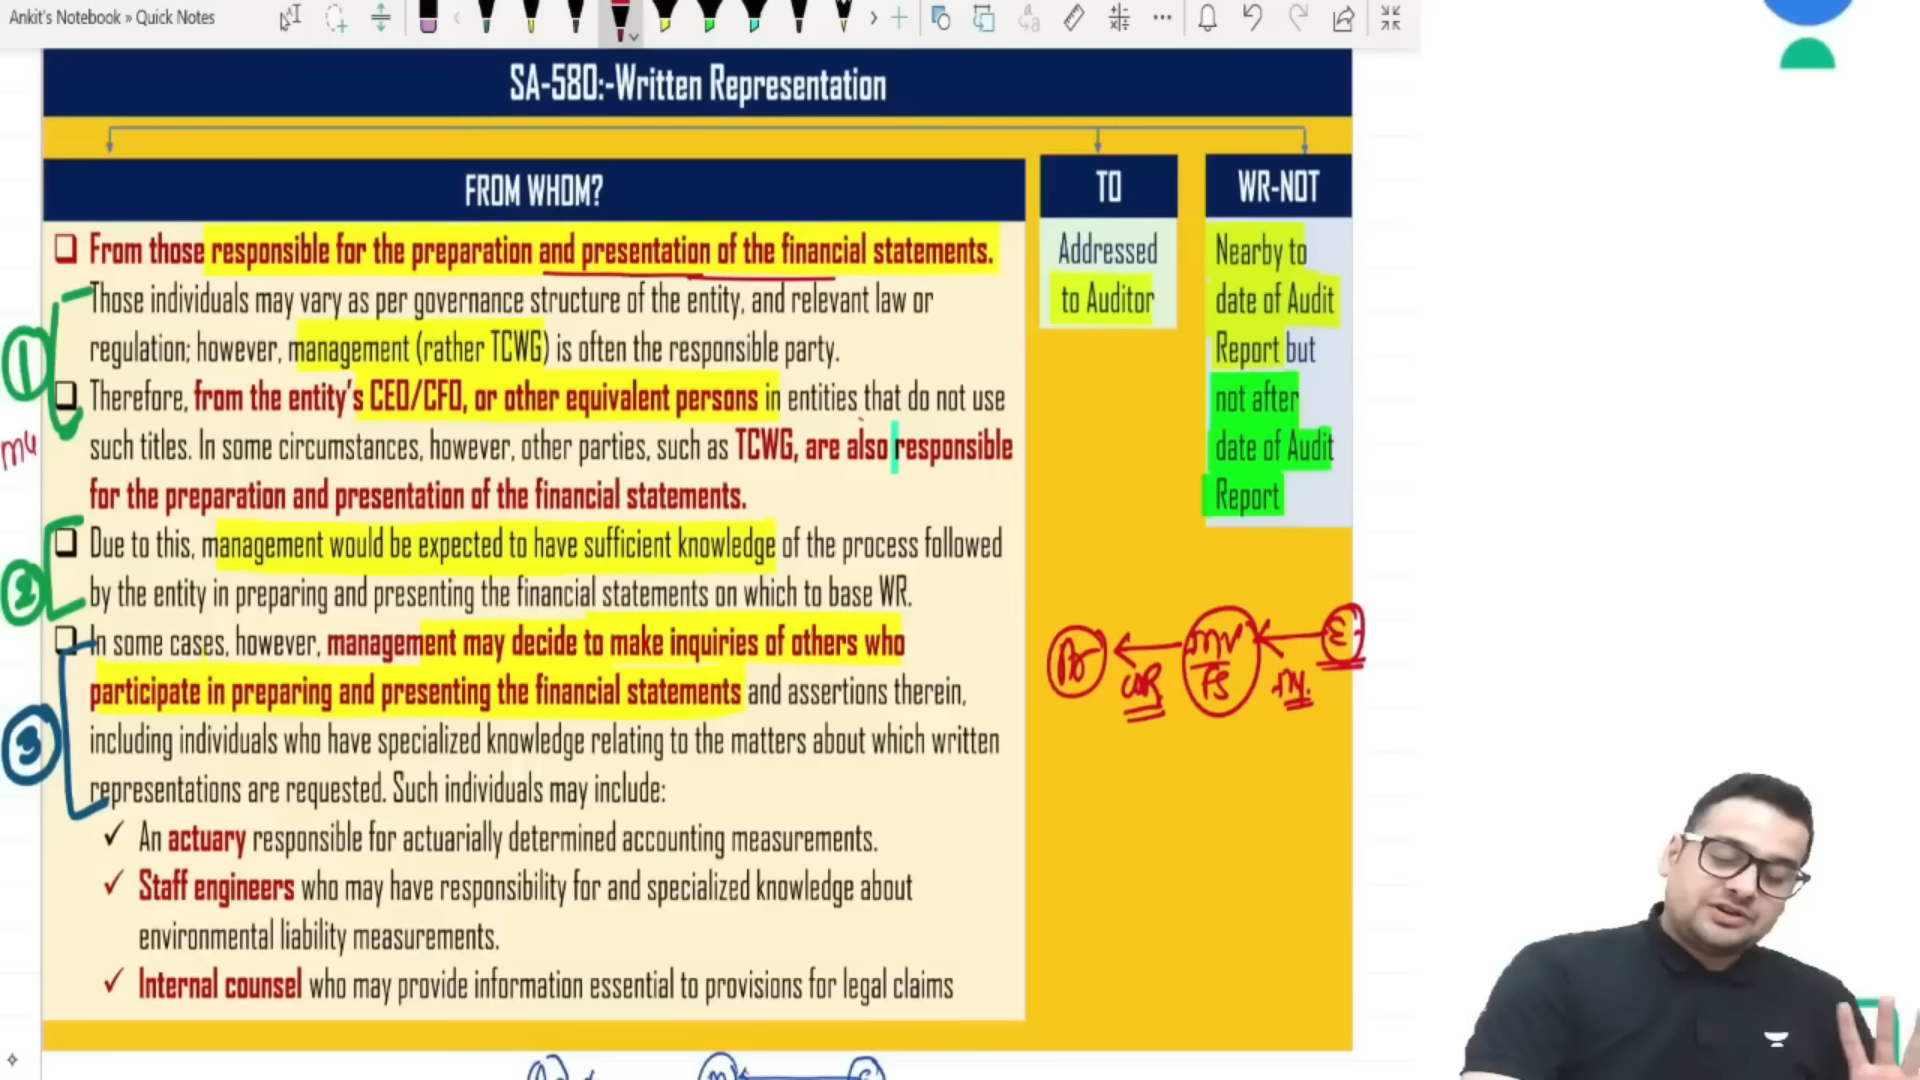 Ankit's Notebook » Quick Notes
SA-580:-Written Representation
FROM WHOM?
From those responsible for the preparation and presentation of the financial statements.
Those individuals may vary as per governance structure of the entity, and relevant law or
regulation; however, management (rather TCWG) is often the responsible party.
Therefore, from the entity's CEO/CFO, or other equivalent persons in entities that do not use
such titles. In some circumstances, however, other parties, such as TCWG, are also responsible
for the preparation and presentation of the financial statements.
Due to this, management would be expected to have sufficient knowledge of the process followed
by the entity in preparing and presenting the financial statements on which to base WR.
In some cases, however, management may decide to make inquiries of others who
participate in preparing and presenting the financial statements and assertions therein,
including individuals who have specialized knowledge relating to the matters about which written
representations are requested. Such individuals may include:
An actuary responsible for actuarially determined accounting measurements.
Staff engineers who may have responsibility for and specialized knowledge about
environmental liability measurements.
Internal counsel who may provide information essential to provisions for legal claims
TO
Addressed
to Auditor
WR-NOT
Nearby to
date of Audit
Report but
not after
date of Audit
Report
1
2
3
FS